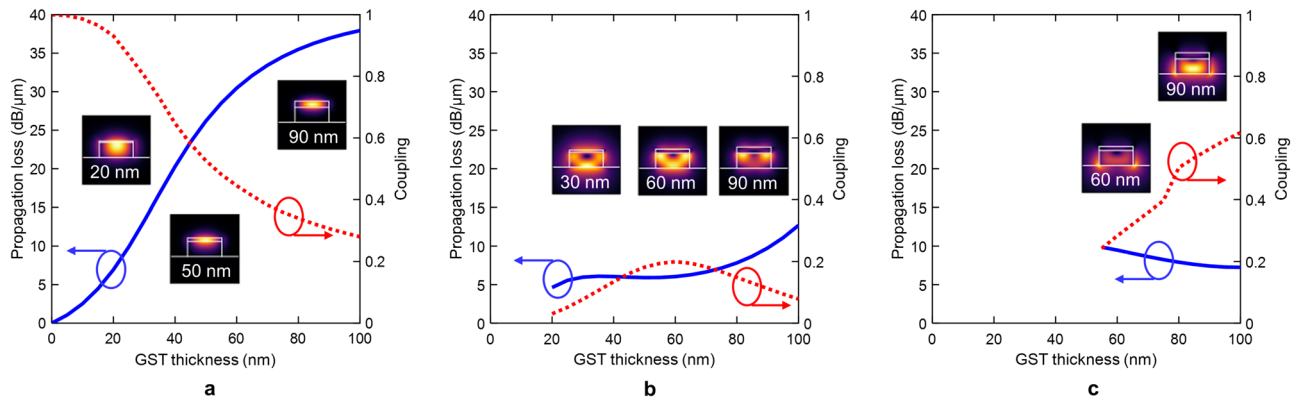 40
35
30
25
20
15
10
5
0
Propagation loss (dB/μm)
1
0.8
0.6
0.4
0.2
0
Coupling
20 nm
50 nm
90 nm
0 20 40 60 80 100
GST thickness (nm)
a
40
35
30
25
20
15
10
5
0
Propagation loss (dB/μm)
1
0.8
0.6
0.4
0.2
0
Coupling
30 nm 60 nm 90 nm
0 20 40 60 80 100
GST thickness (nm)
b
40
35
30
25
20
15
10
5
0
Propagation loss (dB/μm)
1
0.8
0.6
0.4
0.2
0
Coupling
90 nm
60 nm
0 20 40 60 80 100
GST thickness (nm)
c